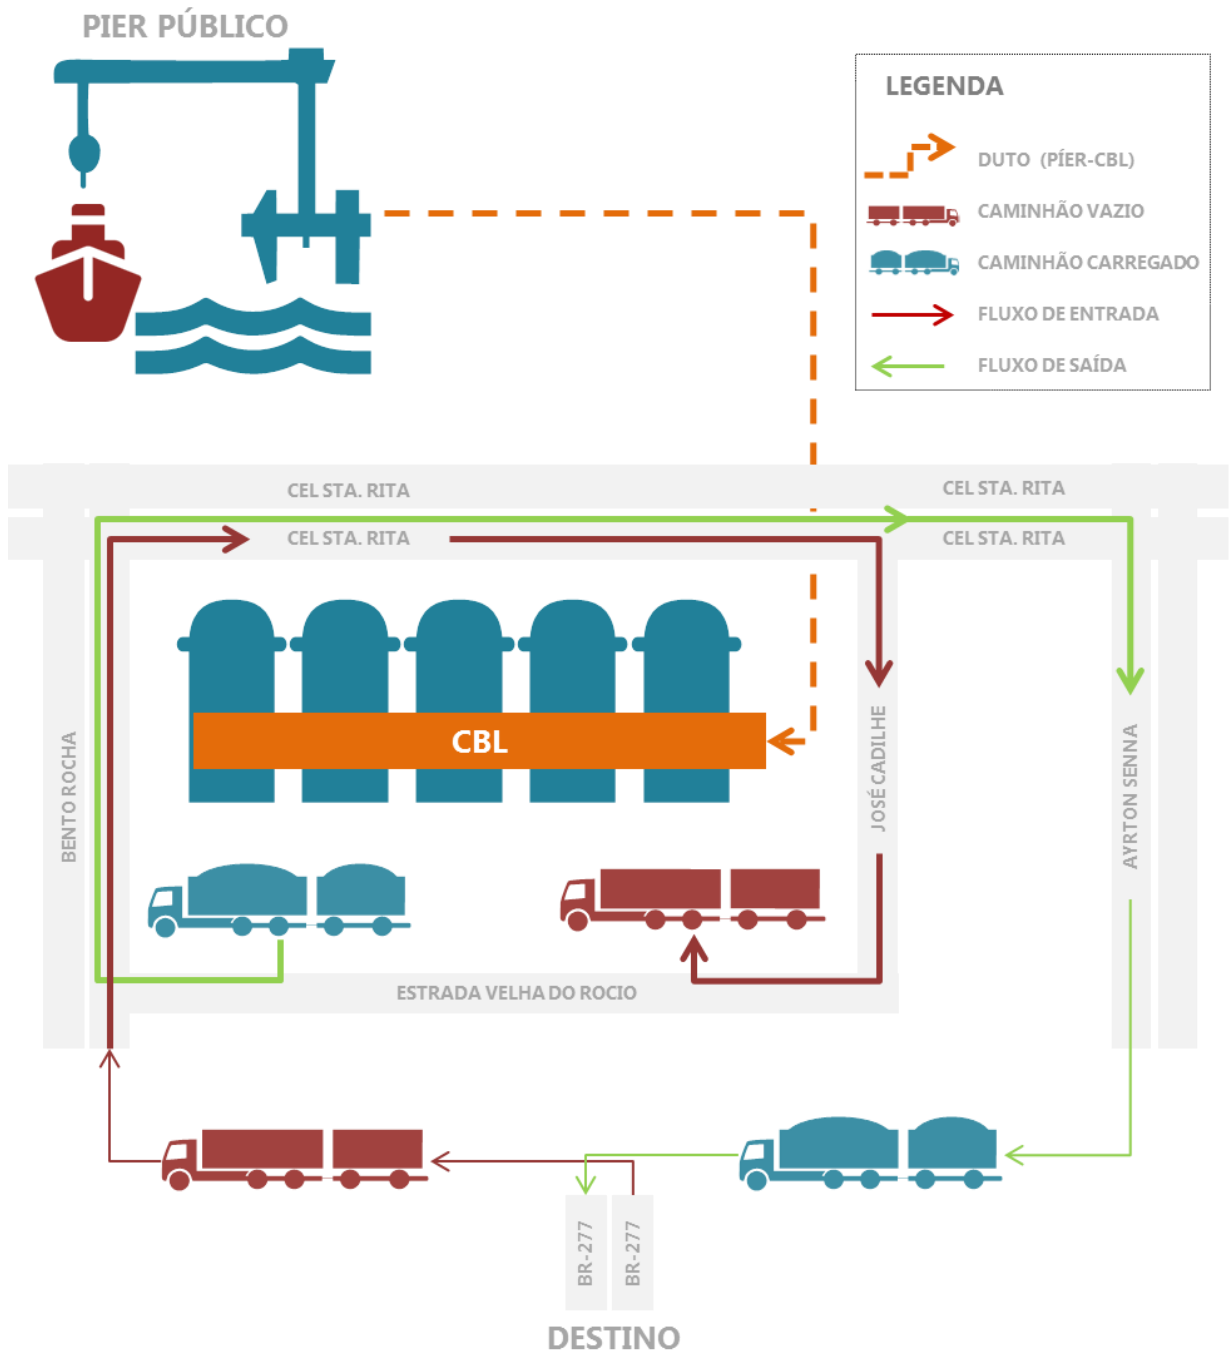 PIER PÚBLICO
LEGENDA
DUTO (PÍER-CBL)
CAMINHÃO VAZIO
CAMINHÃO CARREGADO
FLUXO DE ENTRADA
FLUXO DE SAÍDA
CEL STA. RITA
CEL STA. RITA
CEL STA. RITA
CEL STA. RITA
CBL
BENTO ROCHA
JOSÉ CADILHE
AYRTON SENNA
ESTRADA VELHA DO ROCIO
BR-277
BR-277
DESTINO